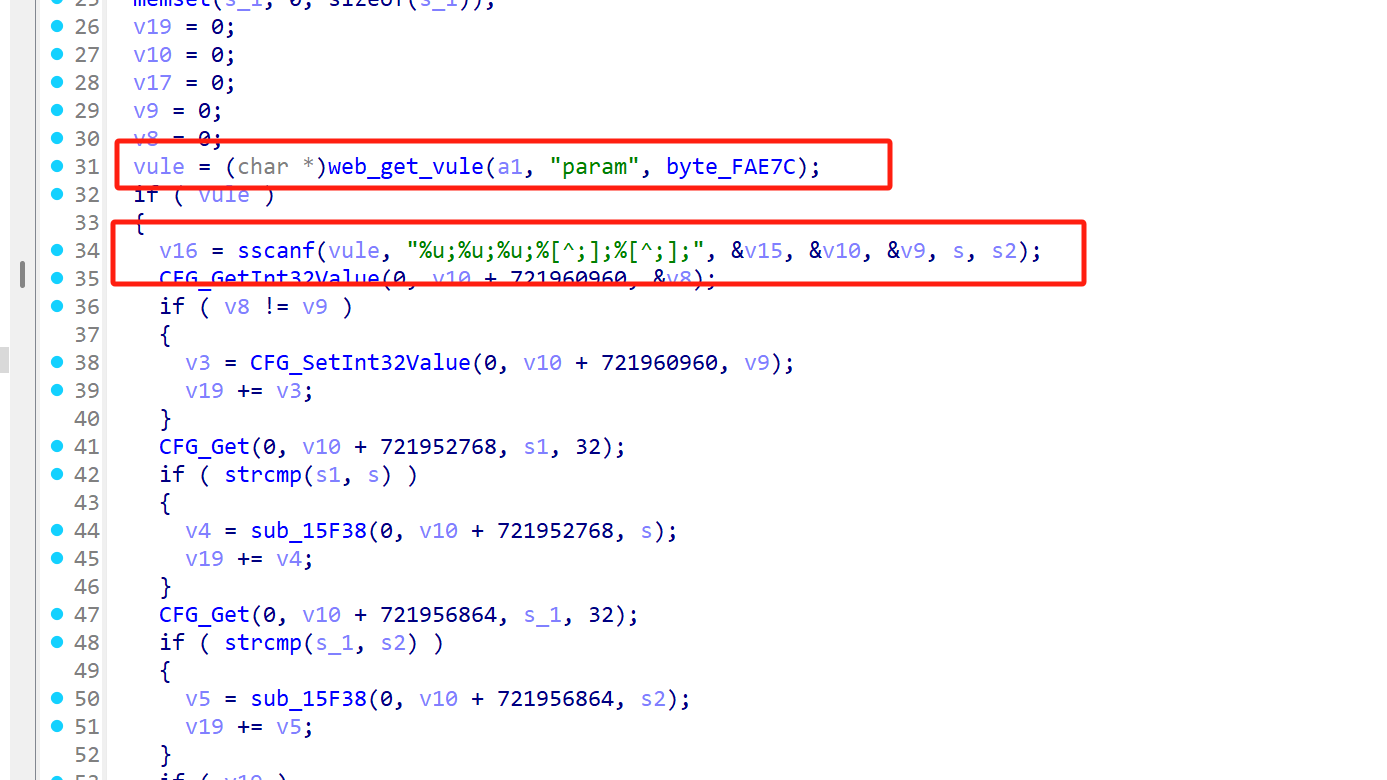 25 memset(s_1, 0, sizeof(s_1));
26 v19 = 0;
27 v10 = 0;
28 v17 = 0;
29 v9 = 0;
30 v8 = 0;
31 vule = (char *)web_get_vule(a1, "param", byte_FAE7C);
32 if ( vule )
33 {
34 v16 = sscanf(vule, "%u;%u;%u;%[^;];%[^;];", &v15, &v10, &v9, s, s2);
35 CFG_GetInt32Value(0, v10 + 721960960, &v8);
36 if ( v8 != v9 )
37 {
38 v3 = CFG_SetInt32Value(0, v10 + 721960960, v9);
39 v19 += v3;
40 }
41 CFG_Get(0, v10 + 721952768, s1, 32);
42 if ( strcmp(s1, s) )
43 {
44 v4 = sub_15F38(0, v10 + 721952768, s);
45 v19 += v4;
46 }
47 CFG_Get(0, v10 + 721956864, s_1, 32);
48 if ( strcmp(s_1, s2) )
49 {
50 v5 = sub_15F38(0, v10 + 721956864, s2);
51 v19 += v5;
52 }
53 if ( v19 )